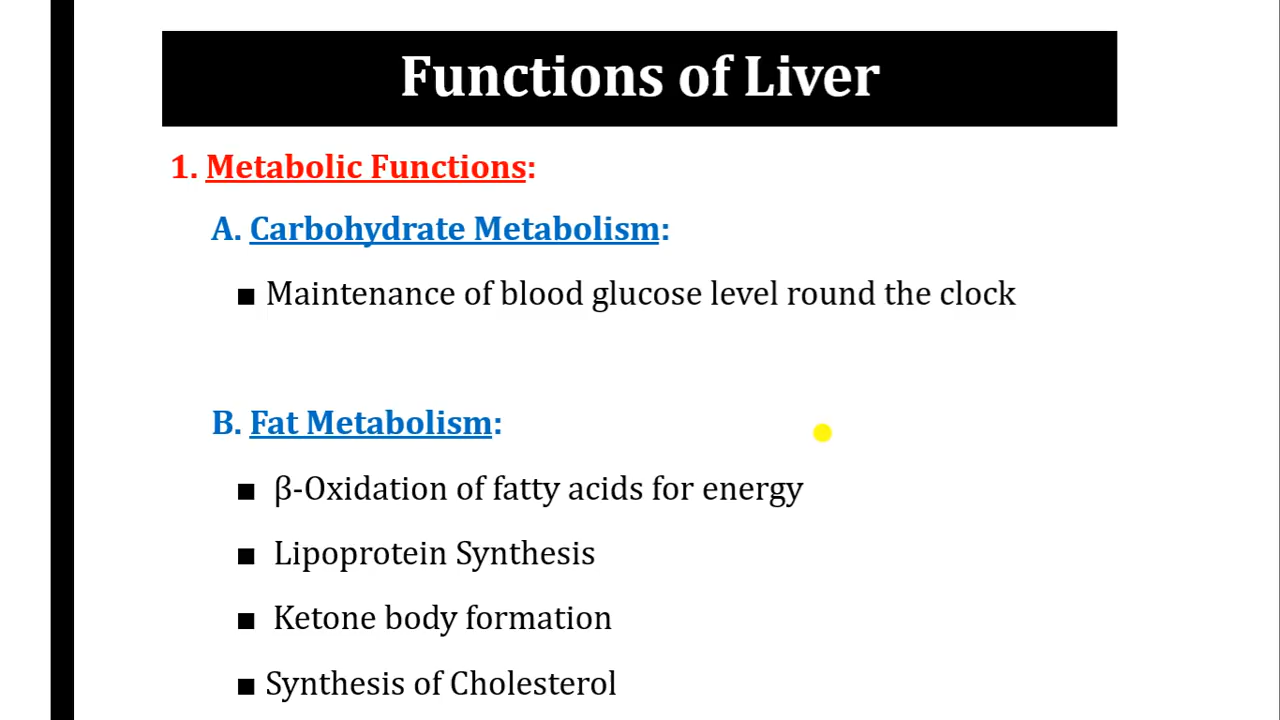 Functions of Liver
1. Metabolic Functions:
A. Carbohydrate Metabolism:
■ Maintenance of blood glucose level round the clock
B. Fat Metabolism:
■ β-Oxidation of fatty acids for energy
■ Lipoprotein Synthesis
■ Ketone body formation
■ Synthesis of Cholesterol